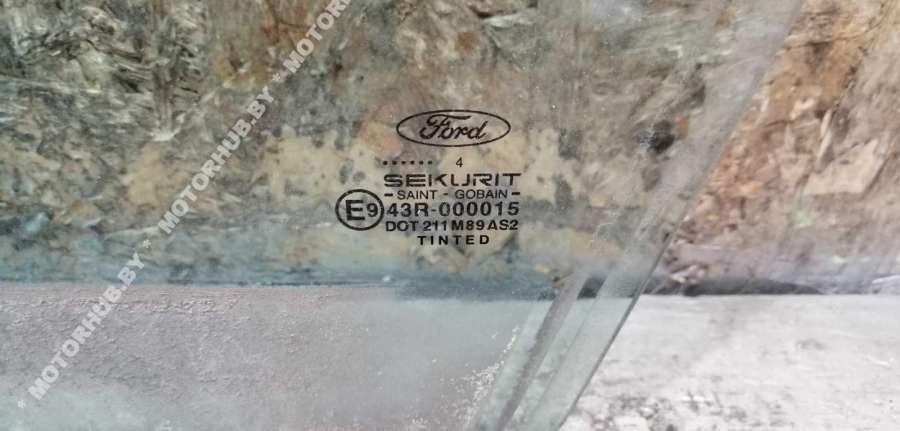 Ford
...... 4
SEKURIT
- SAINT - GOBAIN -
E9 43R-000015
DOT 211 M89 AS2
TINTED
* MOTORHUB.BY * MOTORHUB.BY * MOTORHUB.BY